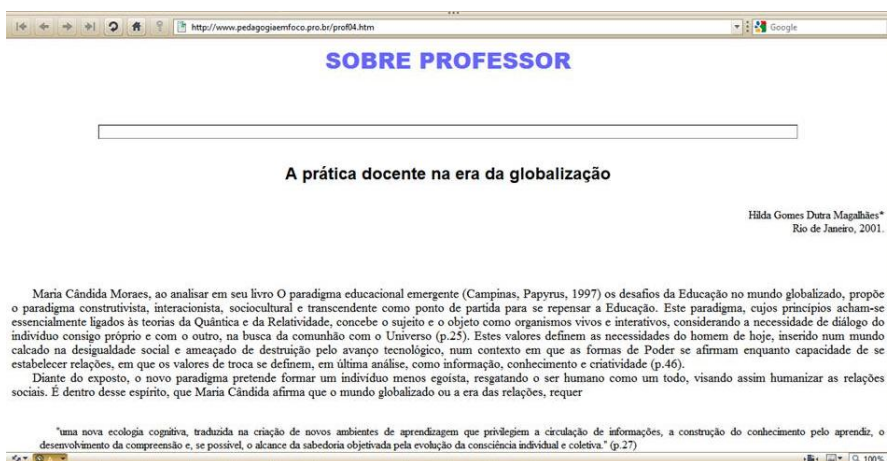 http://www.pedagogiaemfoco.pro.br/prof04.htm
Google
SOBRE PROFESSOR
A prática docente na era da globalização
Hilda Gomes Dutra Magalhães*
Rio de Janeiro, 2001.
Maria Cândida Moraes, ao analisar em seu livro O paradigma educacional emergente (Campinas, Papyrus, 1997) os desafios da Educação no mundo globalizado, propõe
o paradigma construtivista, interacionista, sociocultural e transcendente como ponto de partida para se repensar a Educação. Este paradigma, cujos princípios acham-se
essencialmente ligados às teorias da Quântica e da Relatividade, concebe o sujeito e o objeto como organismos vivos e interativos, considerando a necessidade de diálogo do
indivíduo consigo próprio e com o outro, na busca da comunhão com o Universo (p.25). Estes valores definem as necessidades do homem de hoje, inserido num mundo
calcado na desigualdade social e ameaçado de destruição pelo avanço tecnológico, num contexto em que as formas de Poder se afirmam enquanto capacidade de se
estabelecer relações, em que os valores de troca se definem, em última análise, como informação, conhecimento e criatividade (p.46).
Diante do exposto, o novo paradigma pretende formar um indivíduo menos egoísta, resgatando o ser humano como um todo, visando assim humanizar as relações
sociais. É dentro desse espírito, que Maria Cândida afirma que o mundo globalizado ou a era das relações, requer
"uma nova ecologia cognitiva, traduzida na criação de novos ambientes de aprendizagem que privilegiem a circulação de informações, a construção do conhecimento pelo aprendiz, o
desenvolvimento da compreensão e, se possível, o alcance da sabedoria objetivada pela evolução da consciência individual e coletiva." (p.27)
100%